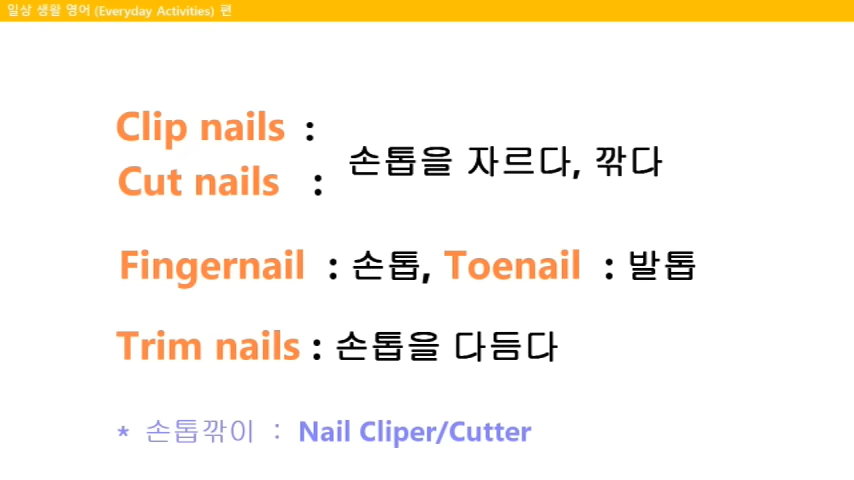 일상 생활 영어 (Everyday Activities) 편
Clip nails :
Cut nails : 손톱을 자르다, 깎다
Fingernail : 손톱, Toenail : 발톱
Trim nails : 손톱을 다듬다
* 손톱깎이 : Nail Cliper/Cutter